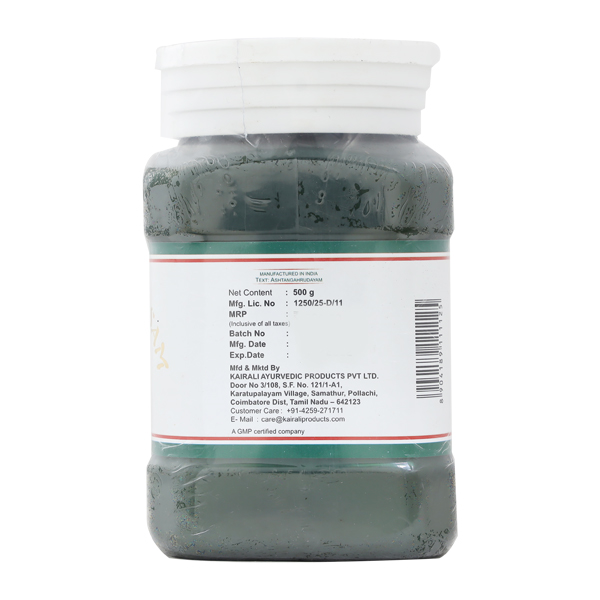 MANUFACTURED IN INDIA
TEXT: ASHTANGAHRUDAYAM
Net Content : 500 g
Mfg. Lic. No : 1250/25-D/11
MRP :
(Inclusive of all taxes)
Batch No :
Mfg. Date :
Exp.Date :
Mfd & Mktd By
KAIRALI AYURVEDIC PRODUCTS PVT LTD.
Door No 3/108, S.F. No. 121/1-A1,
Karatupalayam Village, Samathur, Pollachi,
Coimbatore Dist, Tamil Nadu – 642123
Customer Care : +91-4259-271711
E- Mail : care@kairaliproducts.com
A GMP certified company
8904189111125